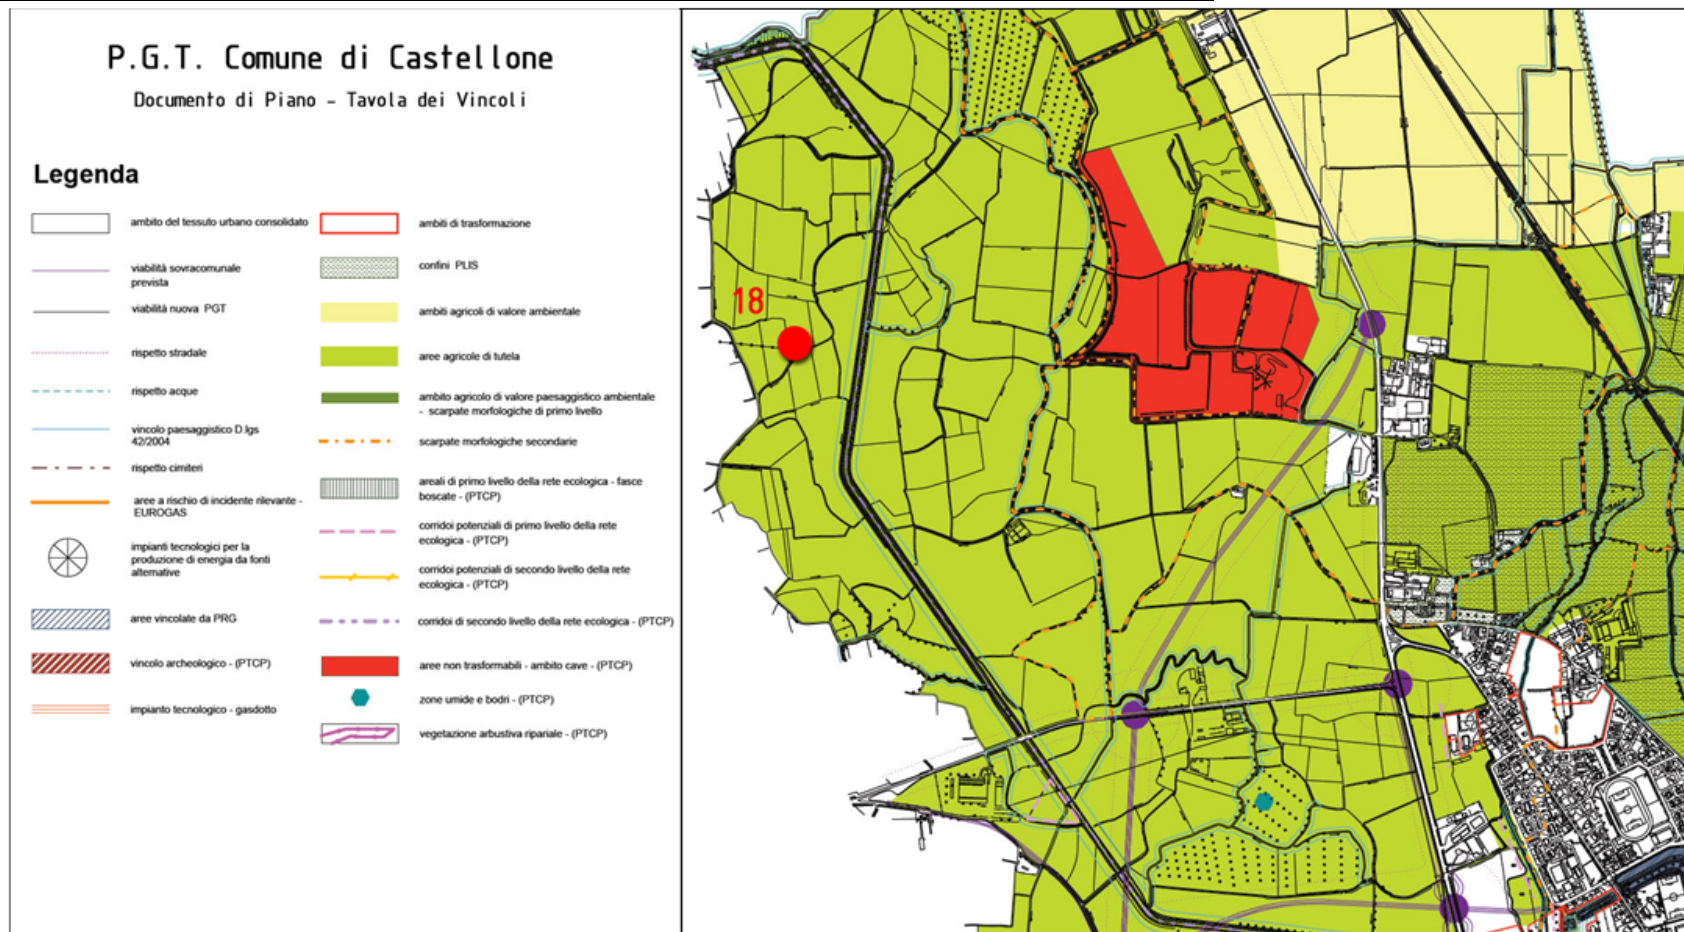 P.G.T. Comune di Castellone
Documento di Piano - Tavola dei Vincoli
Legenda
ambito del tessuto urbano consolidato
viabilità sovracomunale
prevista
viabilità nuova PGT
rispetto stradale
rispetto acque
vincolo paesaggistico D.lgs
42/2004
rispetto cimiteri
aree a rischio di incidente rilevante -
EUROGAS
impianti tecnologici per la
produzione di energia da fonti
alternative
aree vincolate da PRG
vincolo archeologico - (PTCP)
impianto tecnologico - gasdotto
ambiti di trasformazione
confini PLIS
ambiti agricoli di valore ambientale
aree agricole di tutela
ambito agricolo di valore paesaggistico ambientale
- scarpate morfologiche di primo livello
scarpate morfologiche secondarie
areali di primo livello della rete ecologica - fasce
boscate - (PTCP)
corridoi potenziali di primo livello della rete
ecologica - (PTCP)
corridoi potenziali di secondo livello della rete
ecologica - (PTCP)
corridoi di secondo livello della rete ecologica - (PTCP)
aree non trasformabili - ambito cave - (PTCP)
zone umide e bodri - (PTCP)
vegetazione arbustiva ripariale - (PTCP)
18